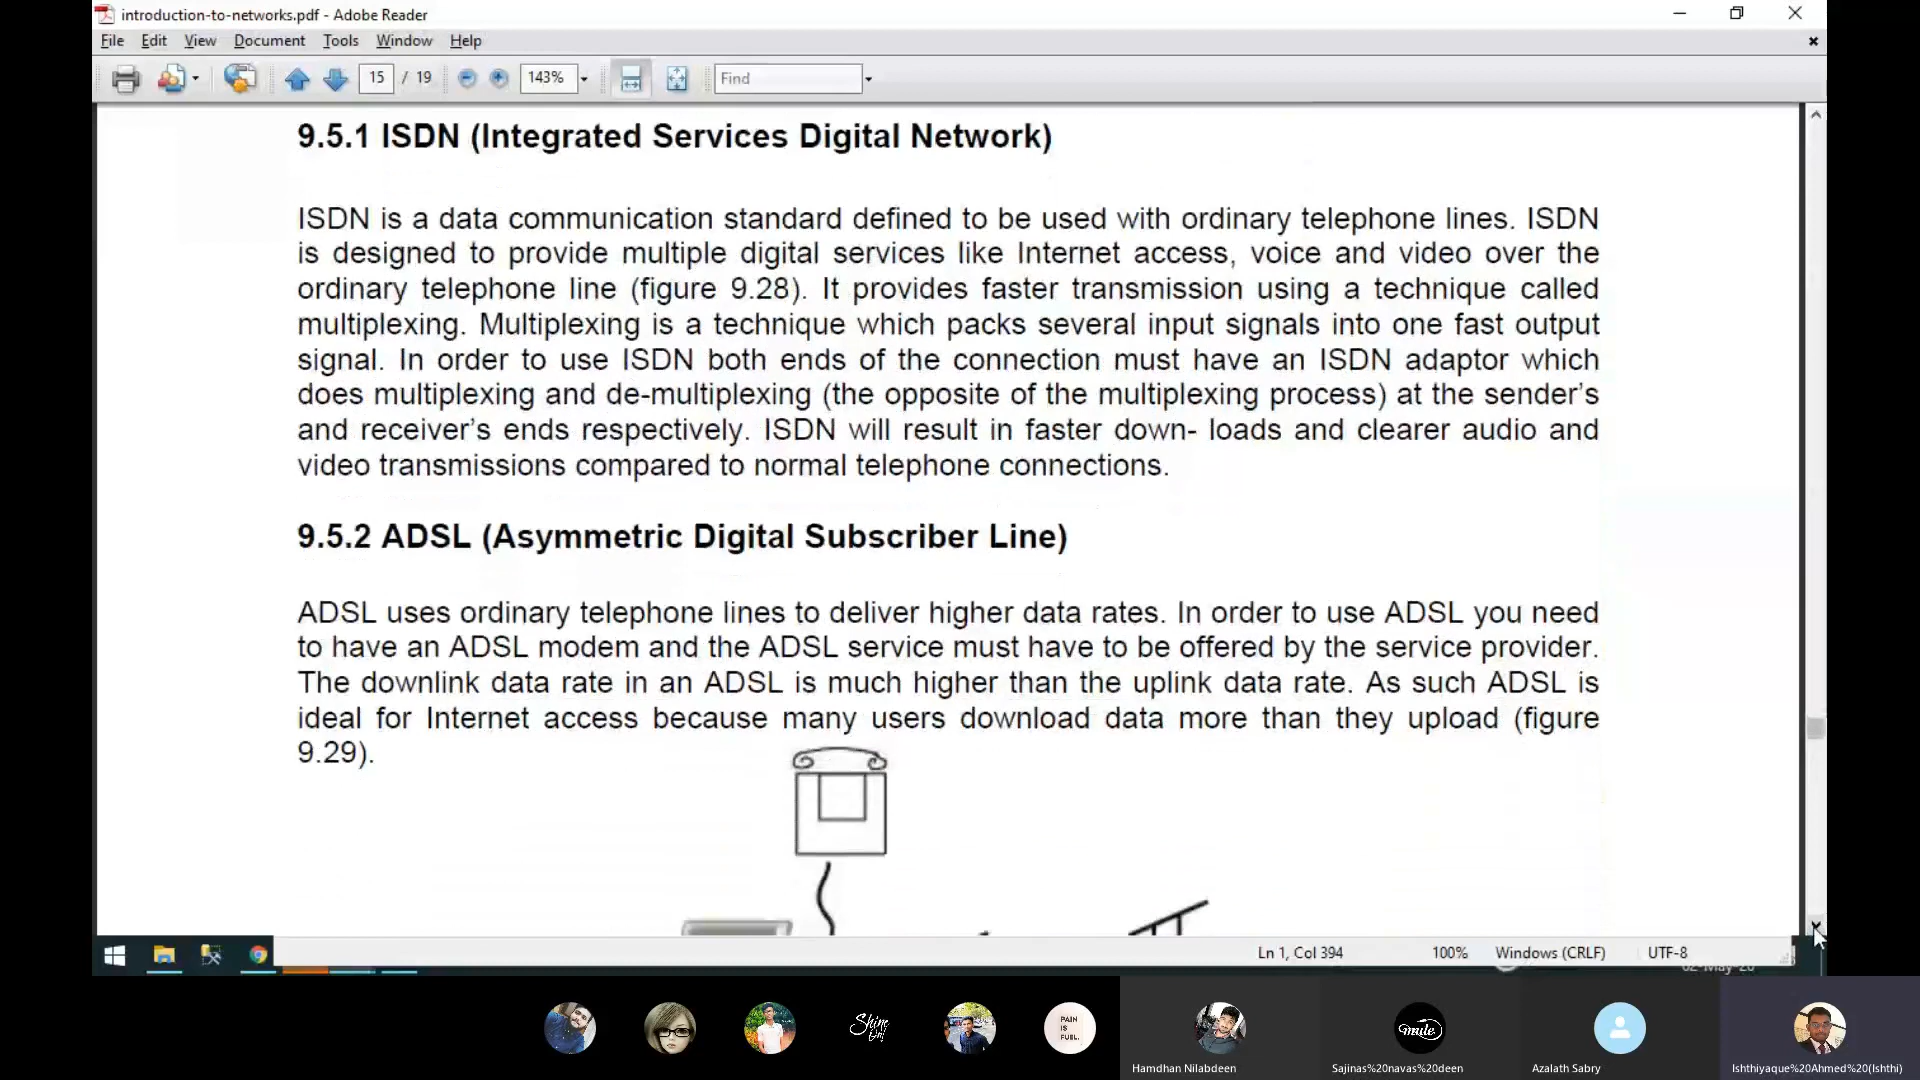 introduction-to-networks.pdf - Adobe Reader
File Edit View Document Tools Window Help
15 / 19 143% Find
9.5.1 ISDN (Integrated Services Digital Network)
ISDN is a data communication standard defined to be used with ordinary telephone lines. ISDN
is designed to provide multiple digital services like Internet access, voice and video over the
ordinary telephone line (figure 9.28). It provides faster transmission using a technique called
multiplexing. Multiplexing is a technique which packs several input signals into one fast output
signal. In order to use ISDN both ends of the connection must have an ISDN adaptor which
does multiplexing and de-multiplexing (the opposite of the multiplexing process) at the sender's
and receiver's ends respectively. ISDN will result in faster down- loads and clearer audio and
video transmissions compared to normal telephone connections.
9.5.2 ADSL (Asymmetric Digital Subscriber Line)
ADSL uses ordinary telephone lines to deliver higher data rates. In order to use ADSL you need
to have an ADSL modem and the ADSL service must have to be offered by the service provider.
The downlink data rate in an ADSL is much higher than the uplink data rate. As such ADSL is
ideal for Internet access because many users download data more than they upload (figure
9.29).
Ln 1, Col 394 100% Windows (CRLF) UTF-8
02-May-20
Shine
PAIN
IS
FUEL.
mule
Hamdhan Nilabdeen Sajinas%20navas%20deen Azalath Sabry Ishthiyaque%20Ahmed%20(Ishthi)